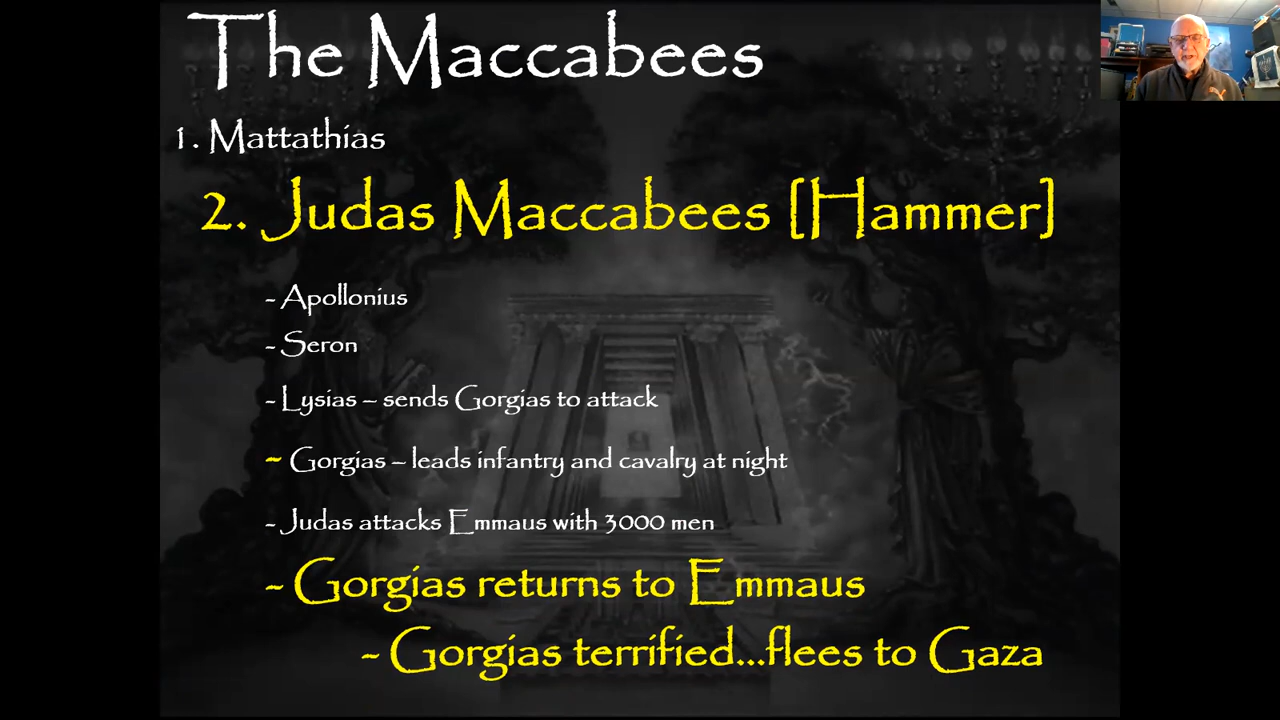 The Maccabees
1. Mattathias
2. Judas Maccabees [Hammer]
- Apollonius
- Seron
- Lysias – sends Gorgias to attack
- Gorgias – leads infantry and cavalry at night
- Judas attacks Emmaus with 3000 men
- Gorgias returns to Emmaus
- Gorgias terrified...flees to Gaza